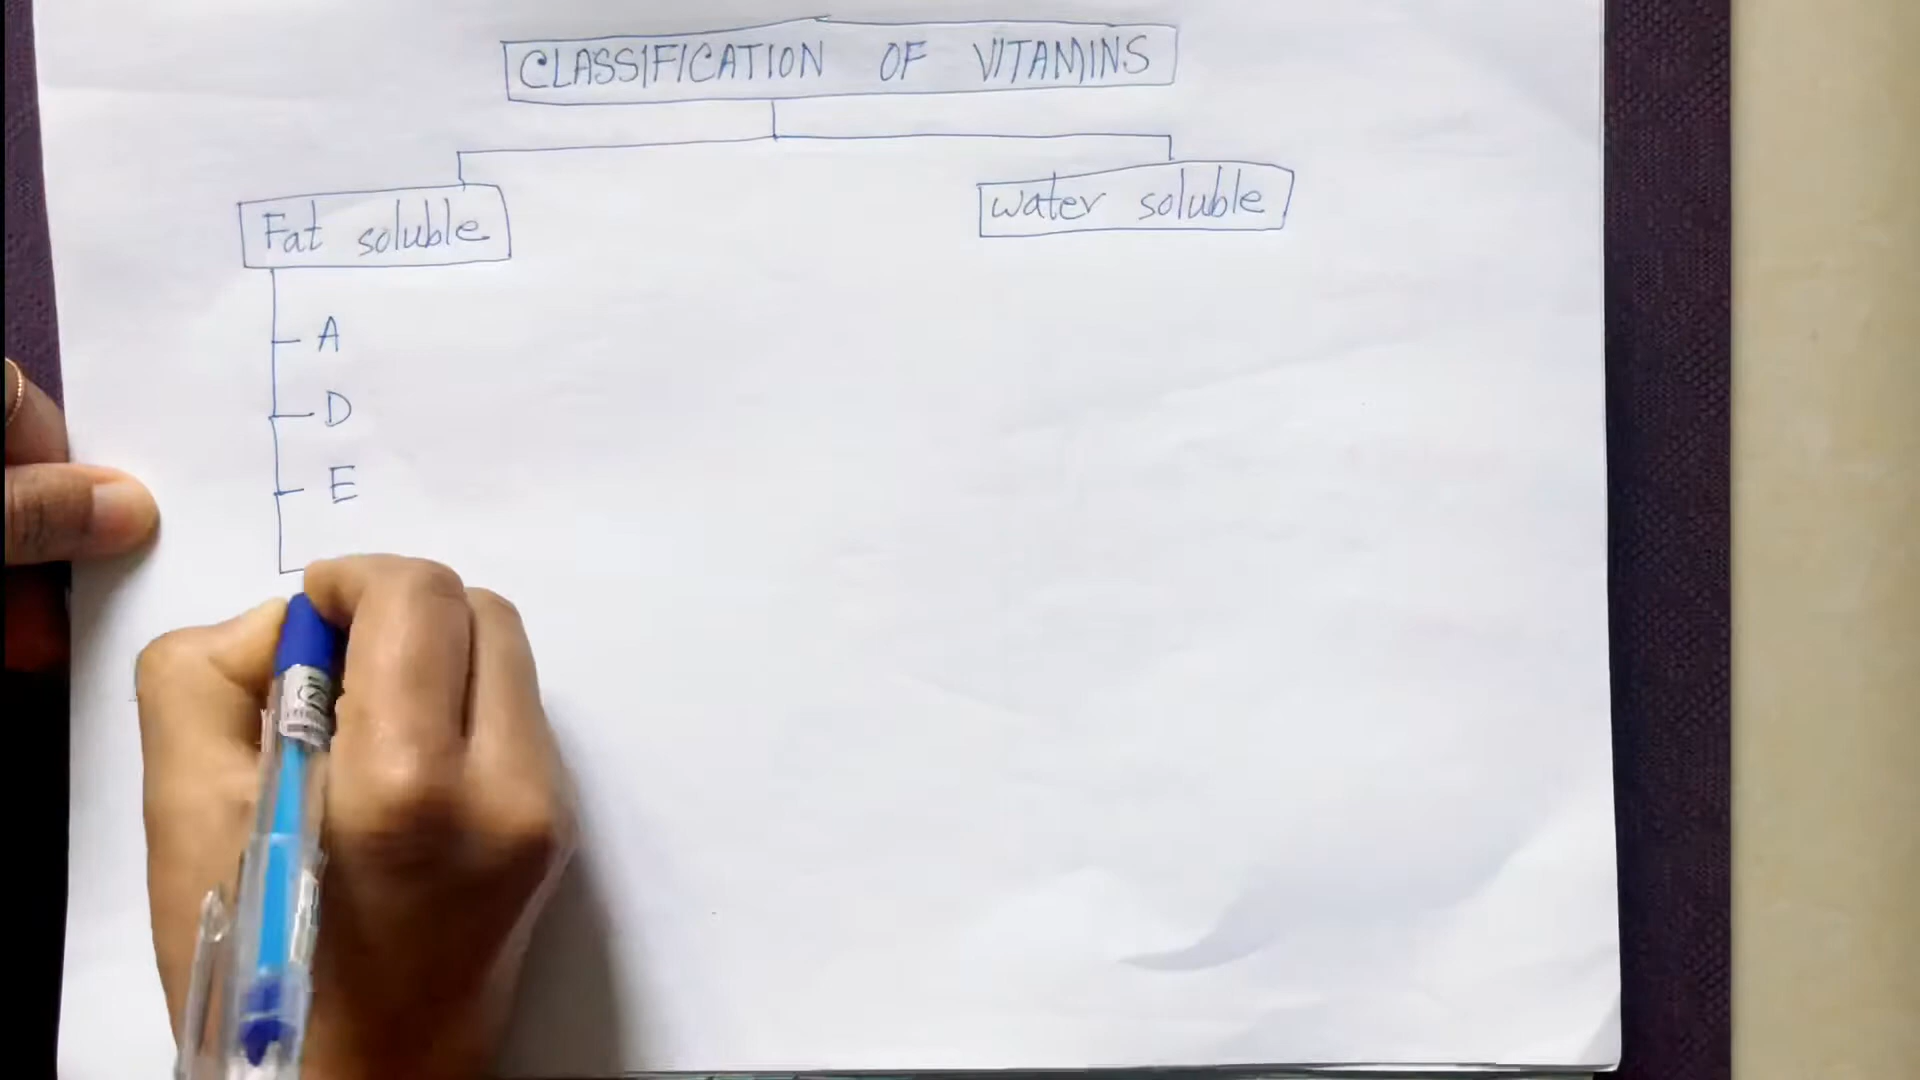 CLASSIFICATION OF VITAMINS
Fat soluble
water soluble
A
D
E